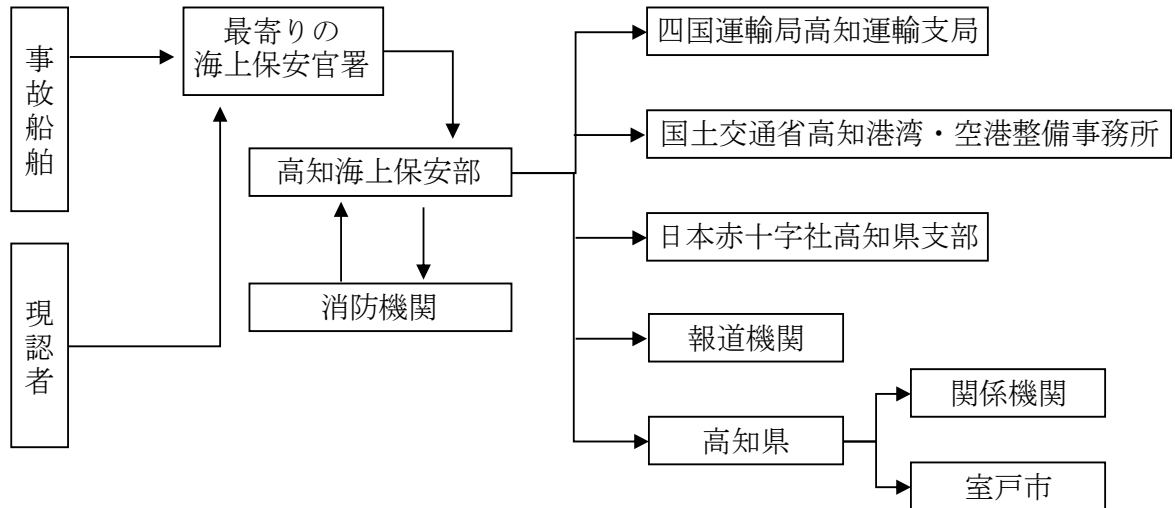 事故船舶
最寄りの
海上保安官署
四国運輸局高知運輸支局
国土交通省高知港湾・空港整備事務所
高知海上保安部
日本赤十字社高知県支部
現認者
消防機関
報道機関
関係機関
高知県
室戸市